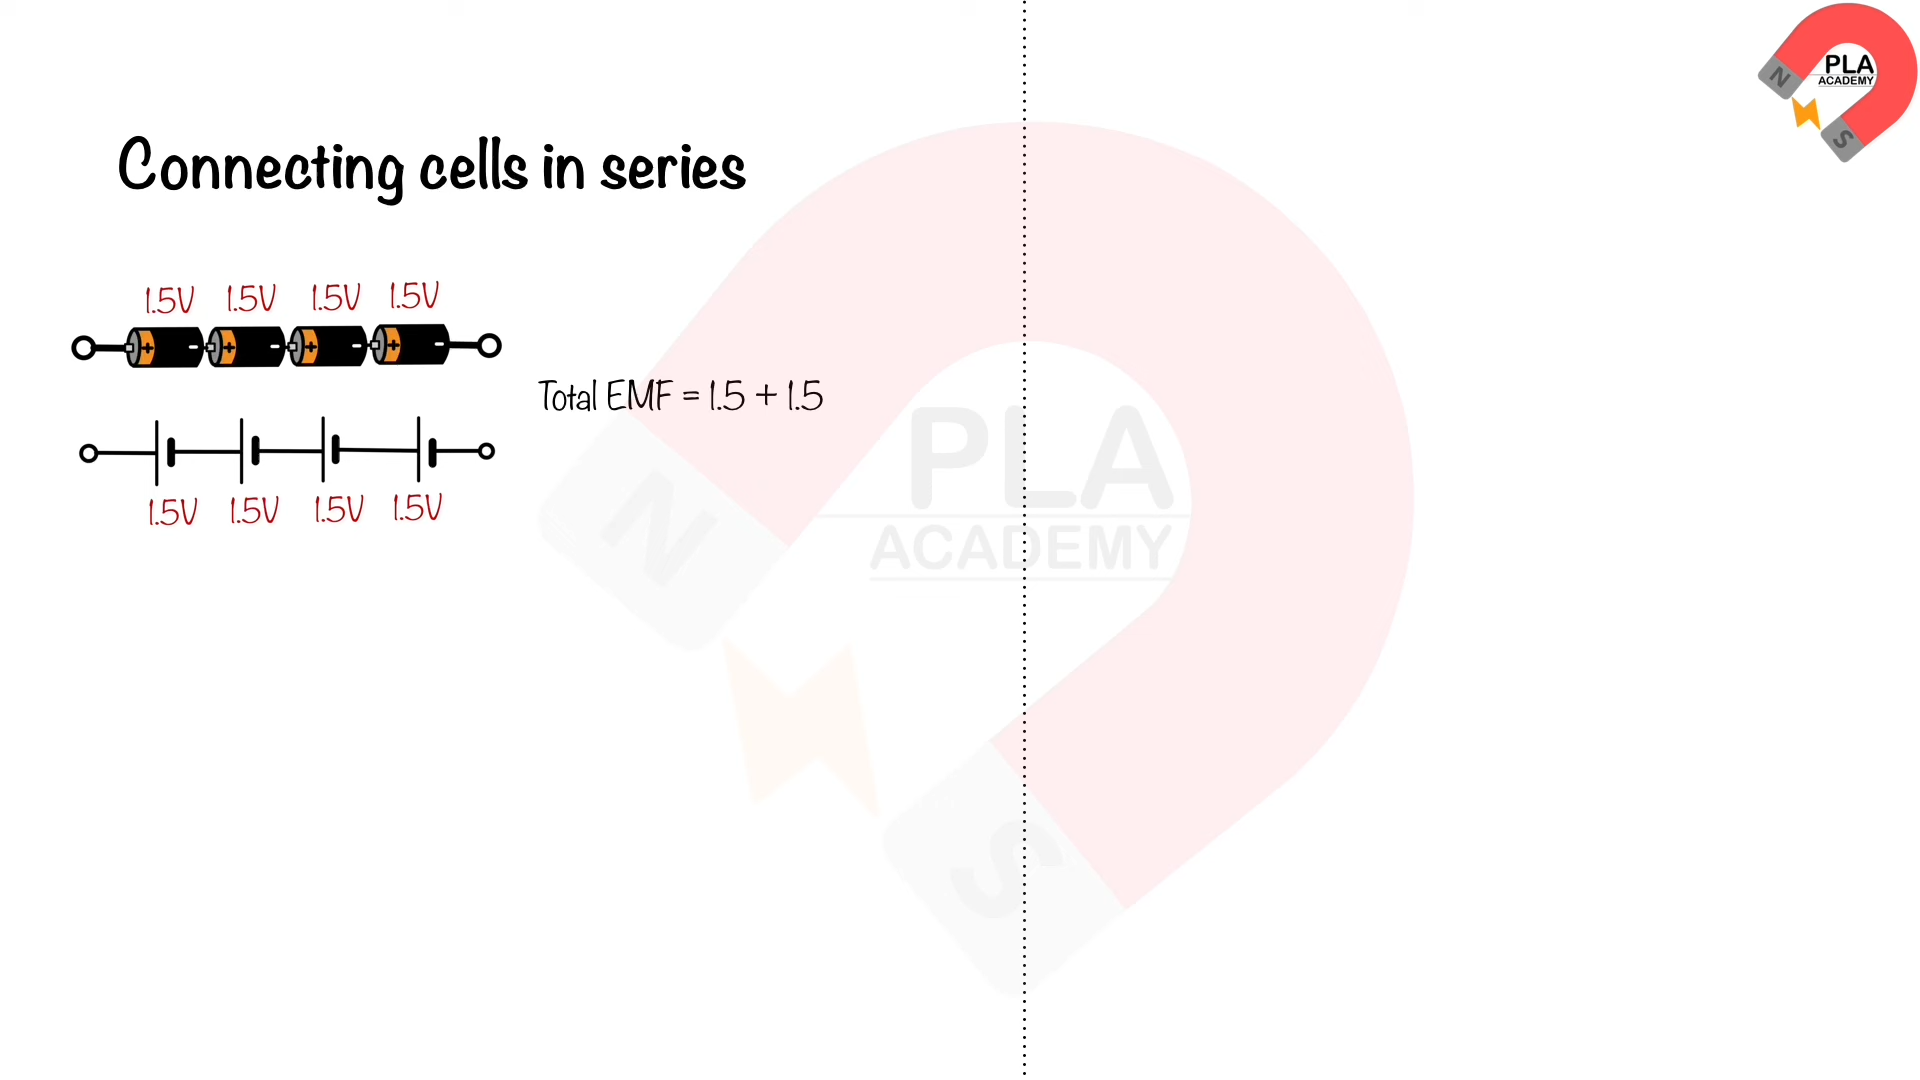 PLA
ACADEMY
N
S
Connecting cells in series
1.5V 1.5V 1.5V 1.5V
+ - + - + - + -
Total EMF = 1.5 + 1.5
1.5V 1.5V 1.5V 1.5V
PLA
ACADEMY
N
S